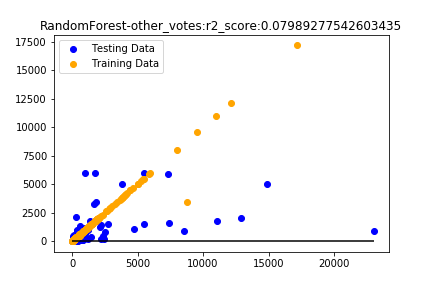 RandomForest-other_votes:r2_score:0.07989277542603435
Testing Data
Training Data
17500
15000
12500
10000
7500
5000
2500
0
0 5000 10000 15000 20000